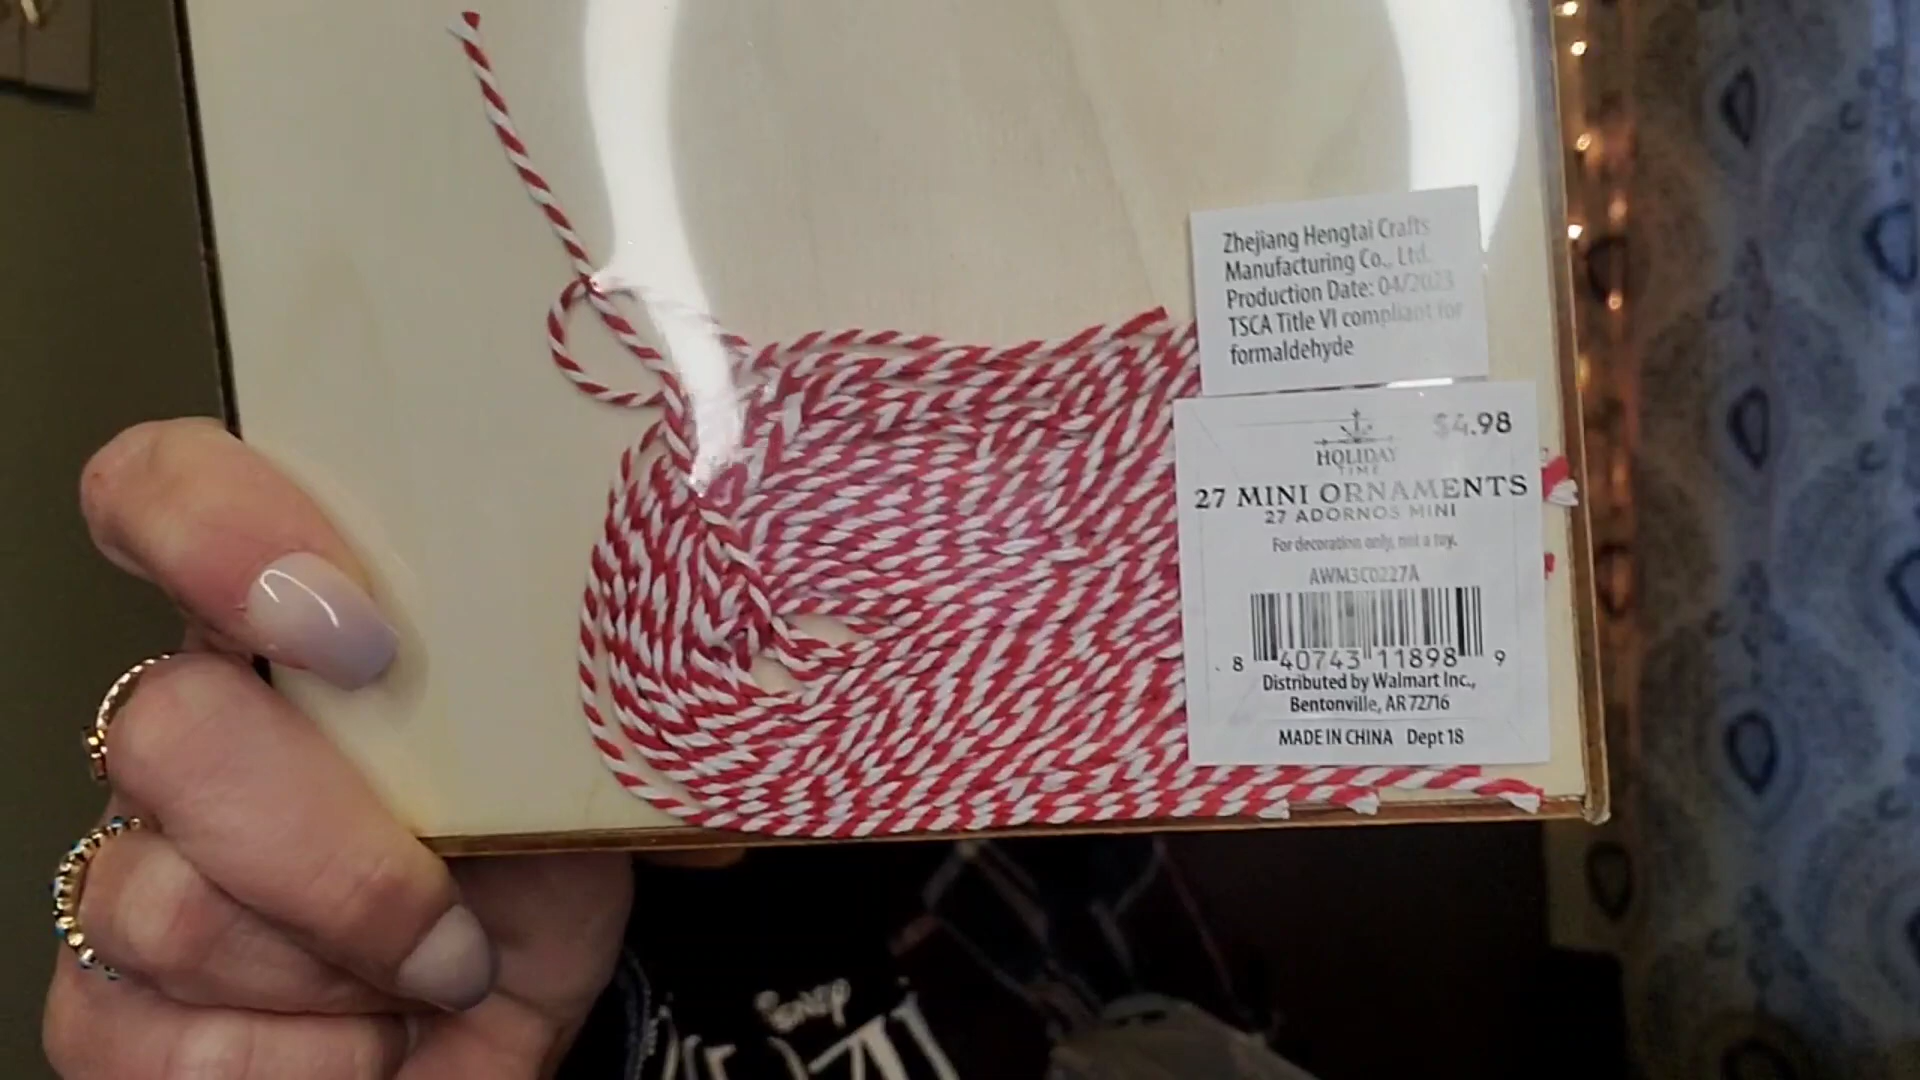 Zhejiang Hengtai Crafts
Manufacturing Co., Ltd.
Production Date: 04/2023
TSCA Title VI compliant for
formaldehyde
$4.98
HOLIDAY
TIME
27 MINI ORNAMENTS
27 ADORNOS MINI
For decoration only, not a toy.
AWM3C0227A
8 40743 11898 9
Distributed by Walmart Inc.,
Bentonville, AR 72716
MADE IN CHINA Dept 18